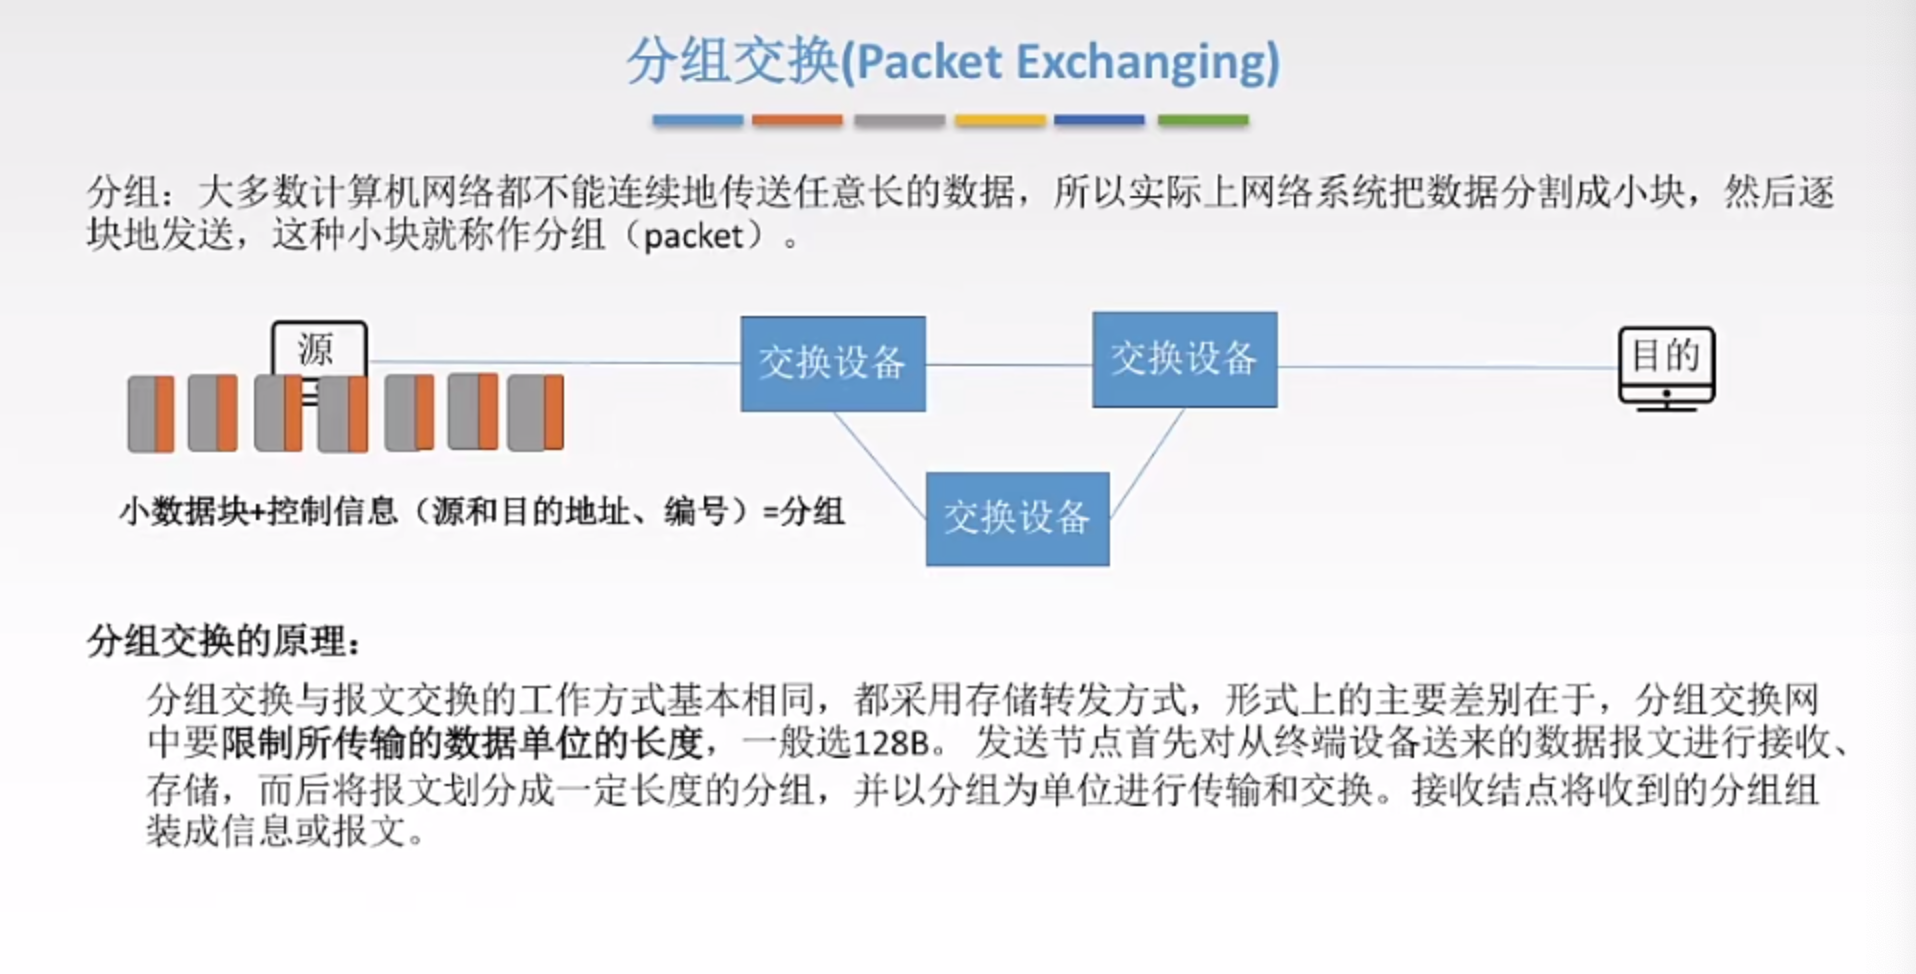 分组交换(Packet Exchanging)
分组：大多数计算机网络都不能连续地传送任意长的数据，所以实际上网络系统把数据分割成小块，然后逐
块地发送，这种小块就称作分组（packet）。
源
交换设备
交换设备
目的
交换设备
小数据块+控制信息（源和目的地址、编号）=分组
分组交换的原理：
分组交换与报文交换的工作方式基本相同，都采用存储转发方式，形式上的主要差别在于，分组交换网
中要限制所传输的数据单位的长度，一般选128B。 发送节点首先对从终端设备送来的数据报文进行接收、
存储，而后将报文划分成一定长度的分组，并以分组为单位进行传输和交换。接收结点将收到的分组组
装成信息或报文。